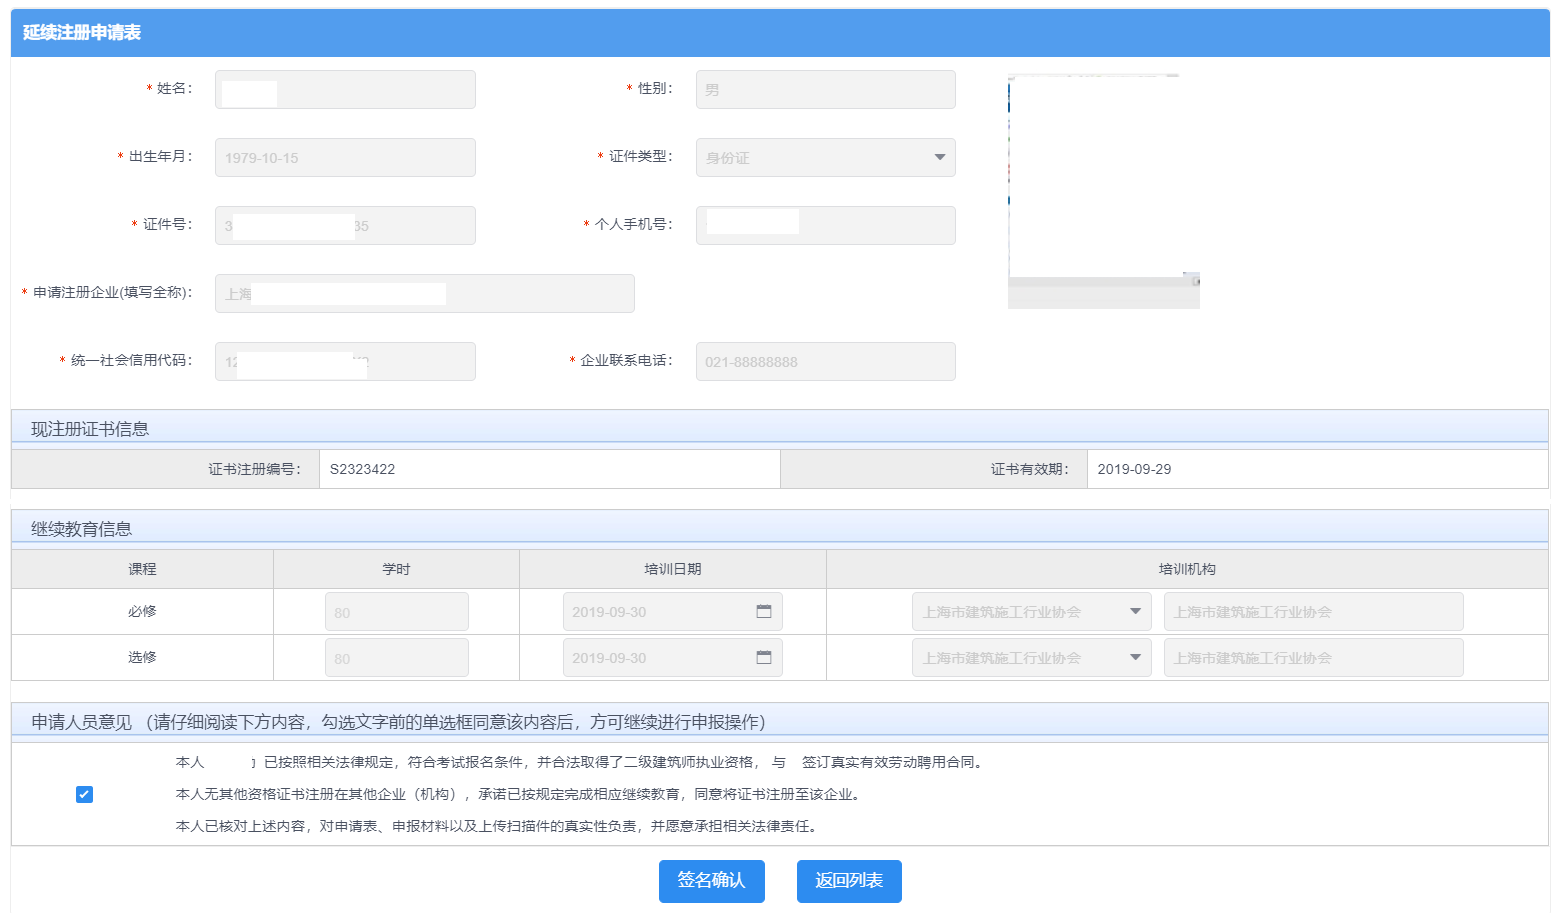 延续注册申请表
* 姓名：
* 性别： 男
* 出生年月： 1979-10-15
* 证件类型： 身份证
* 证件号： 3 35
* 个人手机号：
* 申请注册企业(填写全称)： 上海
* 统一社会信用代码： 12
* 企业联系电话： 021-88888888
现注册证书信息
证书注册编号： S2323422 证书有效期： 2019-09-29
继续教育信息
课程 学时 培训日期 培训机构
必修 80 2019-09-30 上海市建筑施工行业协会 上海市建筑施工行业协会
选修 80 2019-09-30 上海市建筑施工行业协会 上海市建筑施工行业协会
申请人员意见 （请仔细阅读下方内容，勾选文字前的单选框同意该内容后，方可继续进行申报操作）
本人 已按照相关法律规定，符合考试报名条件，并合法取得了二级建筑师执业资格， 与 签订真实有效劳动聘用合同。
本人无其他资格证书注册在其他企业（机构），承诺已按规定完成相应继续教育，同意将证书注册至该企业。
本人已核对上述内容，对申请表、申报材料以及上传扫描件的真实性负责，并愿意承担相关法律责任。
签名确认 返回列表